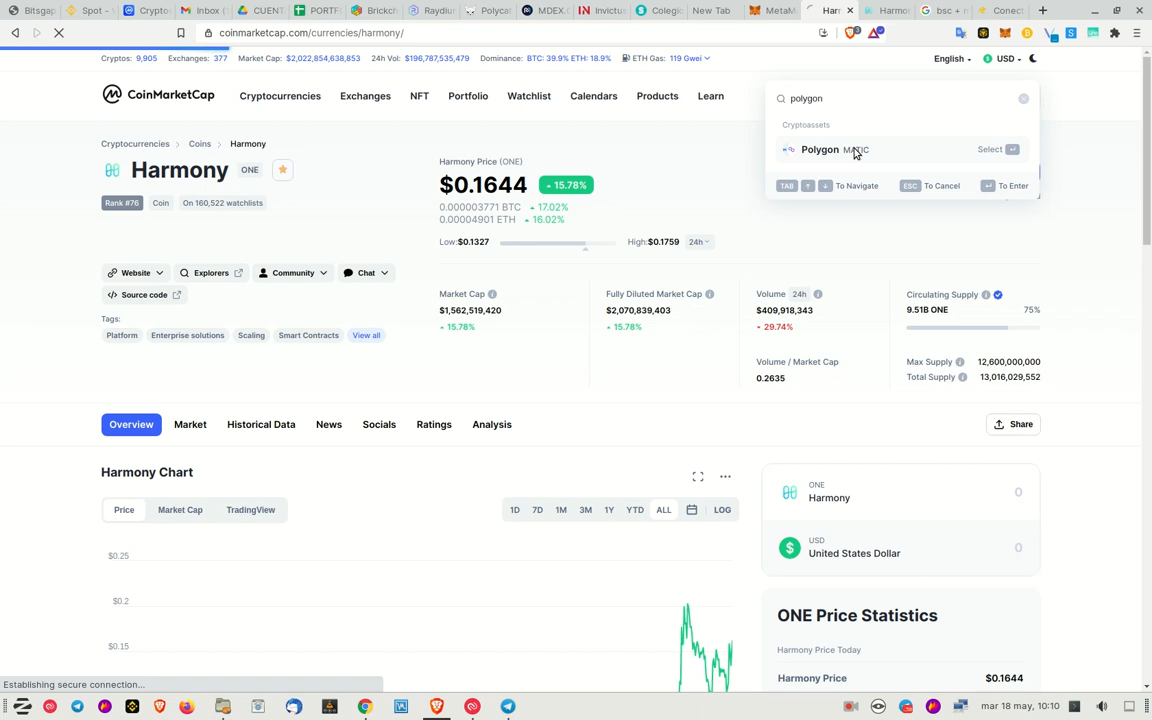 Bitsgap
Spot -
Crypto
Inbox (
CUENT
PORTF
Brickch
Raydiu
Polycat
MDEX.C
Invictus
Colegio
New Tab
MetaM
Harr
Harmo
bsc + n
Conect
coinmarketcap.com/currencies/harmony/
Cryptos: 9,905 Exchanges: 377 Market Cap: $2,022,854,638,853 24h Vol: $196,787,535,479 Dominance: BTC: 39.9% ETH: 18.9% ETH Gas: 119 Gwei
English
USD
CoinMarketCap
Cryptocurrencies
Exchanges
NFT
Portfolio
Watchlist
Calendars
Products
Learn
polygon
Cryptoassets
Polygon MATIC
Select
TAB To Navigate
ESC To Cancel
To Enter
Cryptocurrencies
Coins
Harmony
Harmony ONE
Rank #76
Coin
On 160,522 watchlists
Harmony Price (ONE)
$0.1644 15.78%
0.000003771 BTC 17.02%
0.00004901 ETH 16.02%
Low:$0.1327
High:$0.1759
24h
Website
Explorers
Community
Chat
Source code
Tags:
Platform
Enterprise solutions
Scaling
Smart Contracts
View all
Market Cap
$1,562,519,420
15.78%
Fully Diluted Market Cap
$2,070,839,403
15.78%
Volume 24h
$409,918,343
29.74%
Volume / Market Cap
0.2635
Circulating Supply
9.51B ONE 75%
Max Supply 12,600,000,000
Total Supply 13,016,029,552
Overview
Market
Historical Data
News
Socials
Ratings
Analysis
Share
Harmony Chart
Price
Market Cap
TradingView
1D
7D
1M
3M
1Y
YTD
ALL
LOG
$0.25
$0.2
$0.15
ONE
Harmony
0
USD
United States Dollar
0
ONE Price Statistics
Harmony Price Today
Harmony Price $0.1644
Establishing secure connection...
mar 18 may, 10:10